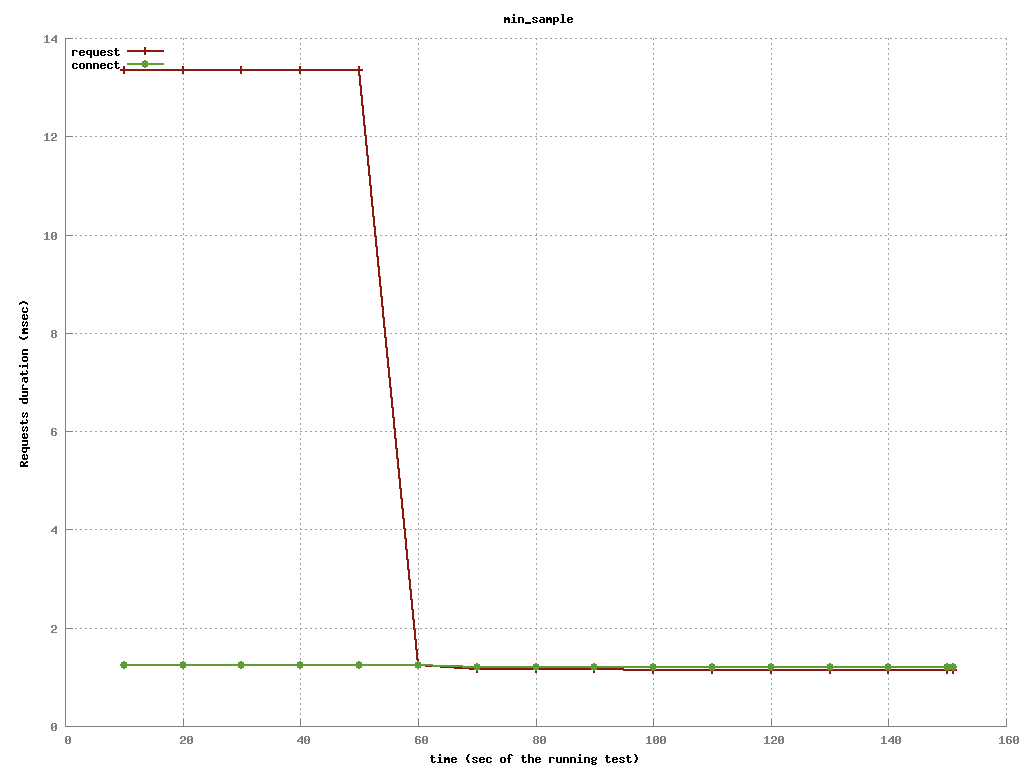 min_sample
14
request
connect
12
10
8
6
4
2
0
0 20 40 60 80 100 120 140 160
Requests duration (msec)
time (sec of the running test)